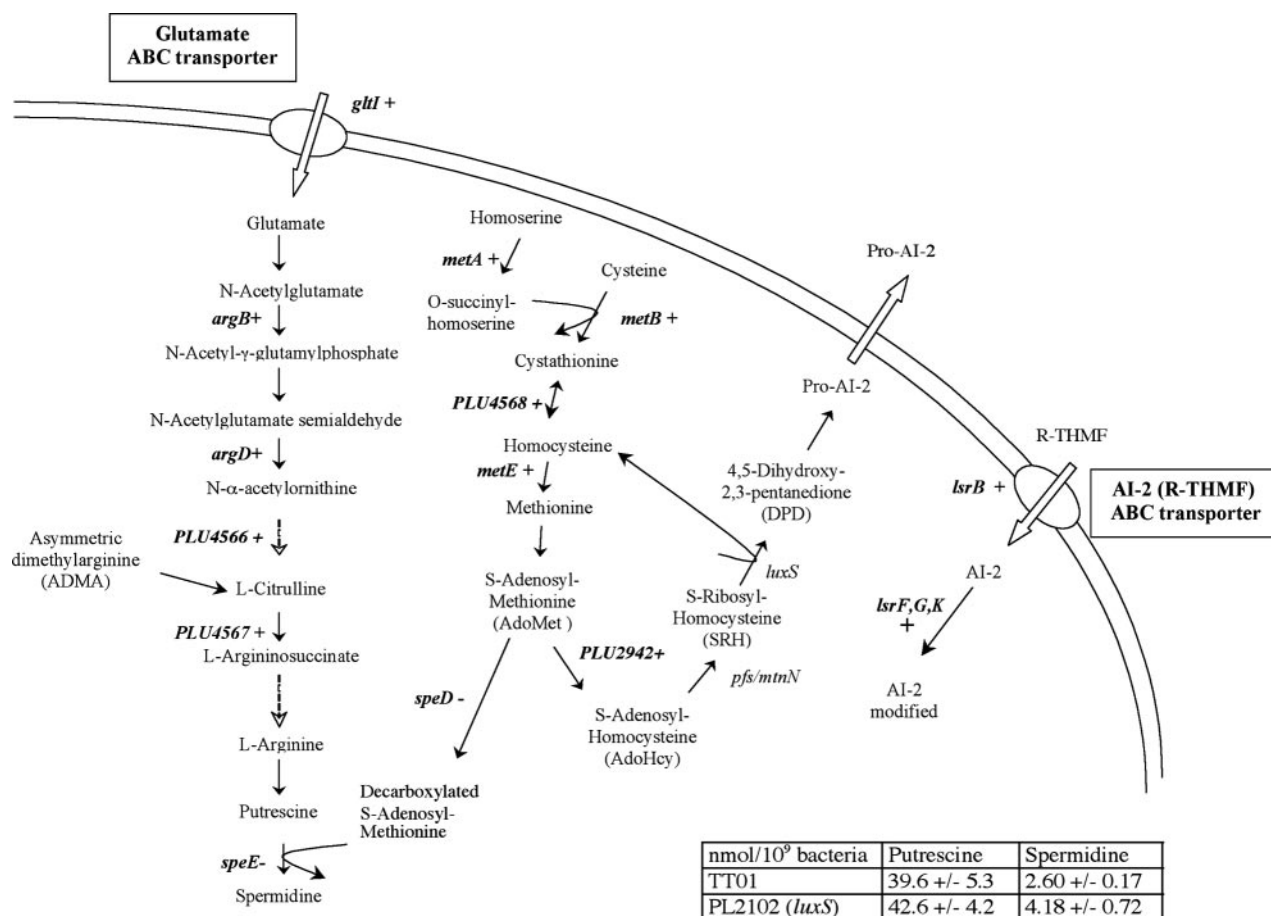 Glutamate
ABC transporter
gltI +
Glutamate
N-Acetylglutamate
argB+
N-Acetyl-γ-glutamylphosphate
N-Acetylglutamate semialdehyde
argD+
N-α-acetylornithine
PLU4566 +
Asymmetric
dimethylarginine
(ADMA)
L-Citrulline
PLU4567 +
L-Argininosuccinate
L-Arginine
Putrescine
speE-
Spermidine
Homoserine
metA +
Cysteine
O-succinyl-
homoserine
metB +
Cystathionine
PLU4568 +
Homocysteine
metE +
Methionine
S-Adenosyl-
Methionine
(AdoMet )
PLU2942+
speD -
S-Adenosyl-
Homocysteine
(AdoHcy)
Decarboxylated
S-Adenosyl-
Methionine
pfs/mtnN
S-Ribosyl-
Homocysteine
(SRH)
luxS
4,5-Dihydroxy-
2,3-pentanedione
(DPD)
Pro-AI-2
Pro-AI-2
R-THMF
lsrB +
AI-2 (R-THMF)
ABC transporter
AI-2
lsrF,G,K
+
AI-2
modified
nmol/10⁹ bacteria Putrescine Spermidine
TT01 39.6 +/- 5.3 2.60 +/- 0.17
PL2102 (luxS) 42.6 +/- 4.2 4.18 +/- 0.72